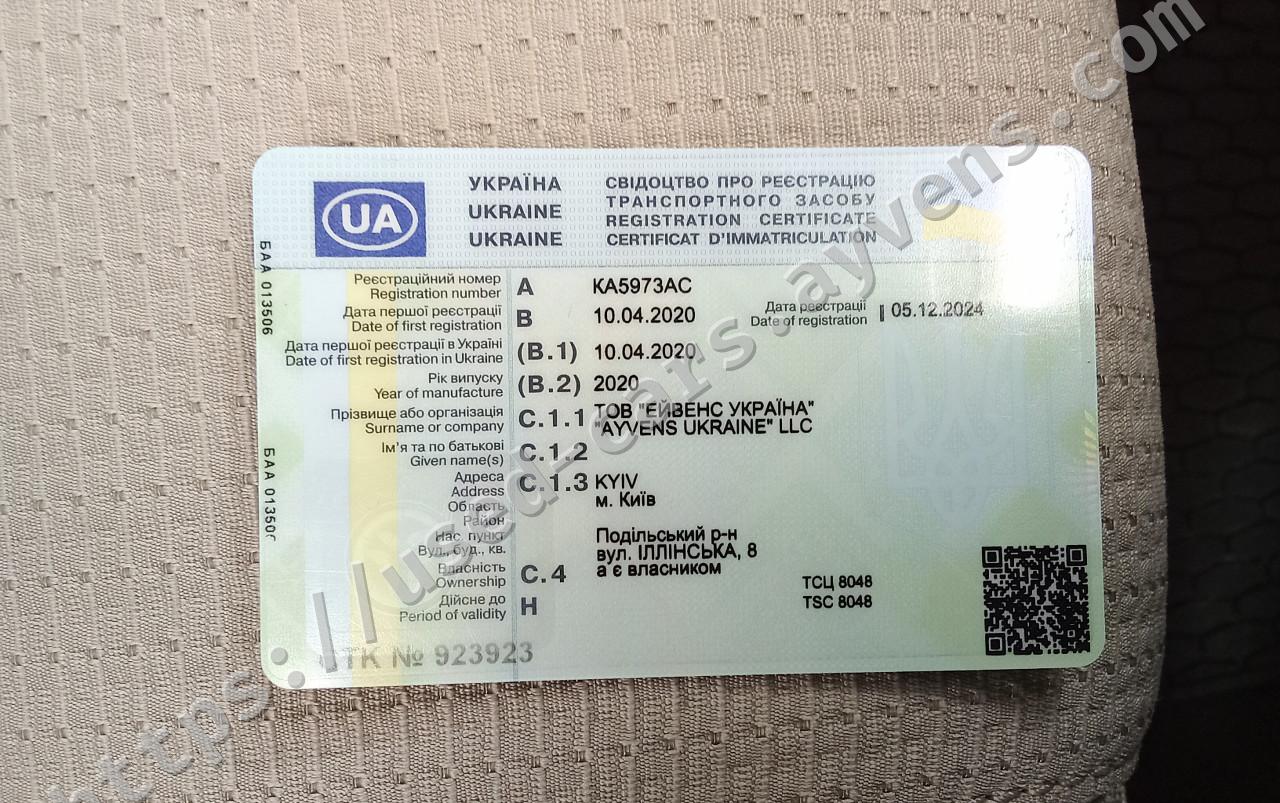 УКРАЇНА
UKRAINE
UKRAINE
СВІДОЦТВО ПРО РЕЄСТРАЦІЮ
ТРАНСПОРТНОГО ЗАСОБУ
REGISTRATION CERTIFICATE
CERTIFICAT D'IMMATRICULATION
UA
БАА 013506
Реєстраційний номер
Registration number
A KA5973AC
Дата першої реєстрації
Date of first registration
B 10.04.2020
Дата реєстрації
Date of registration
05.12.2024
Дата першої реєстрації в Україні
Date of first registration in Ukraine
(B.1) 10.04.2020
Рік випуску
Year of manufacture
(B.2) 2020
Прізвище або організація
Surname or company
C.1.1 ТОВ "ЕЙВЕНС УКРАЇНА"
"AYVENS UKRAINE" LLC
Ім'я та по батькові
Given name(s)
C.1.2
Адреса
Address
C.1.3 KYIV
м. Київ
Область
Район
Нас. пункт
Вул., буд., кв.
Подільський р-н
вул. ІЛЛІНСЬКА, 8
Власність
Ownership
C.4 а є власником
Дійсне до
Period of validity
H
ТСЦ 8048
TSC 8048
БАА
№ 923923
https://used-cars.ayvens.com